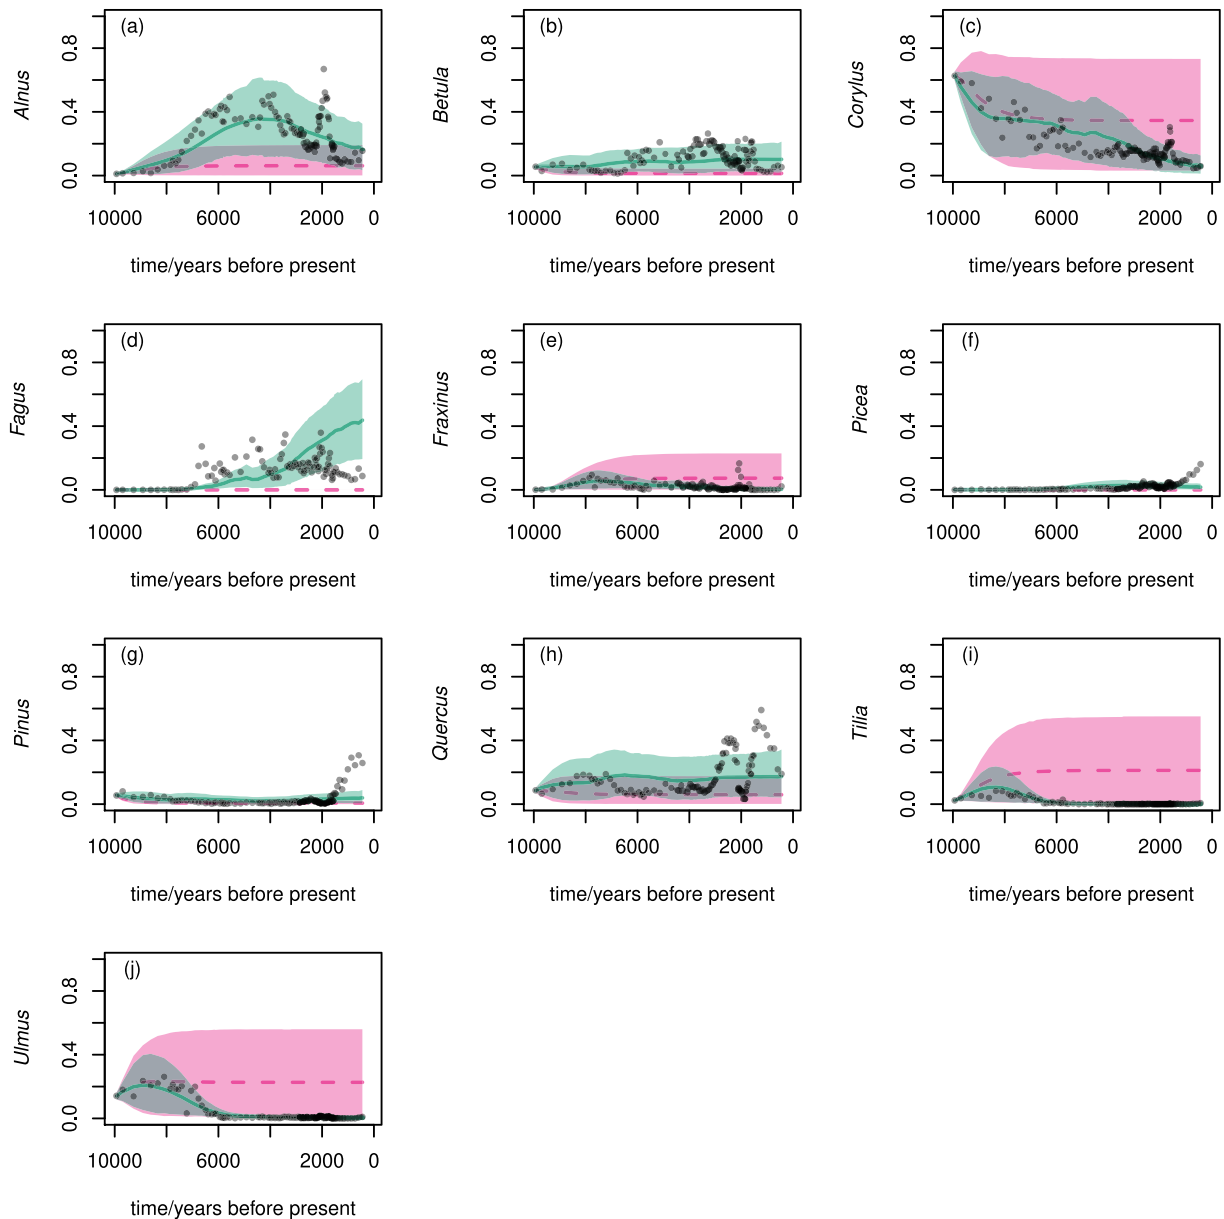 (a)
Alnus
0.8
0.4
0.0
10000 6000 2000 0
time/years before present
(b)
Betula
0.8
0.4
0.0
10000 6000 2000 0
time/years before present
(c)
Corylus
0.8
0.4
0.0
10000 6000 2000 0
time/years before present
(d)
Fagus
0.8
0.4
0.0
10000 6000 2000 0
time/years before present
(e)
Fraxinus
0.8
0.4
0.0
10000 6000 2000 0
time/years before present
(f)
Picea
0.8
0.4
0.0
10000 6000 2000 0
time/years before present
(g)
Pinus
0.8
0.4
0.0
10000 6000 2000 0
time/years before present
(h)
Quercus
0.8
0.4
0.0
10000 6000 2000 0
time/years before present
(i)
Tilia
0.8
0.4
0.0
10000 6000 2000 0
time/years before present
(j)
Ulmus
0.8
0.4
0.0
10000 6000 2000 0
time/years before present